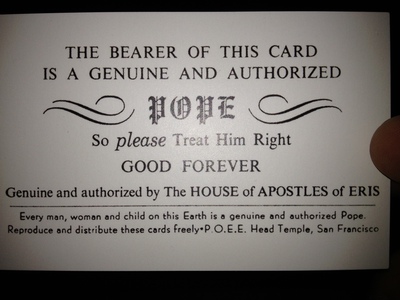 THE BEARER OF THIS CARD
IS A GENUINE AND AUTHORIZED
POPE
So please Treat Him Right
GOOD FOREVER
Genuine and authorized by The HOUSE of APOSTLES of ERIS
Every man, woman and child on this Earth is a genuine and authorized Pope.
Reproduce and distribute these cards freely•P.O.E.E. Head Temple, San Francisco